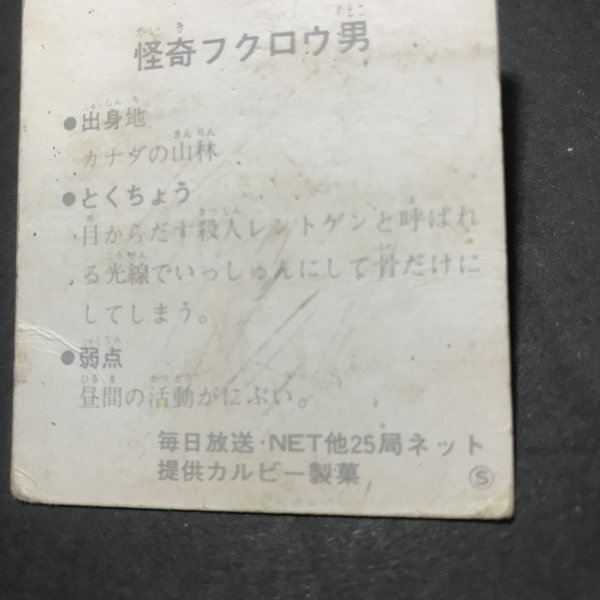 怪奇フクロウ男
●出身地
カナダの山林
●とくちょう
目からだす殺人レントゲンと呼ばれ
る光線でいっしゅんにして骨だけに
してしまう。
●弱点
昼間の活動がにぶい。
毎日放送・NET他25局ネット
提供カルビー製菓 Ⓢ